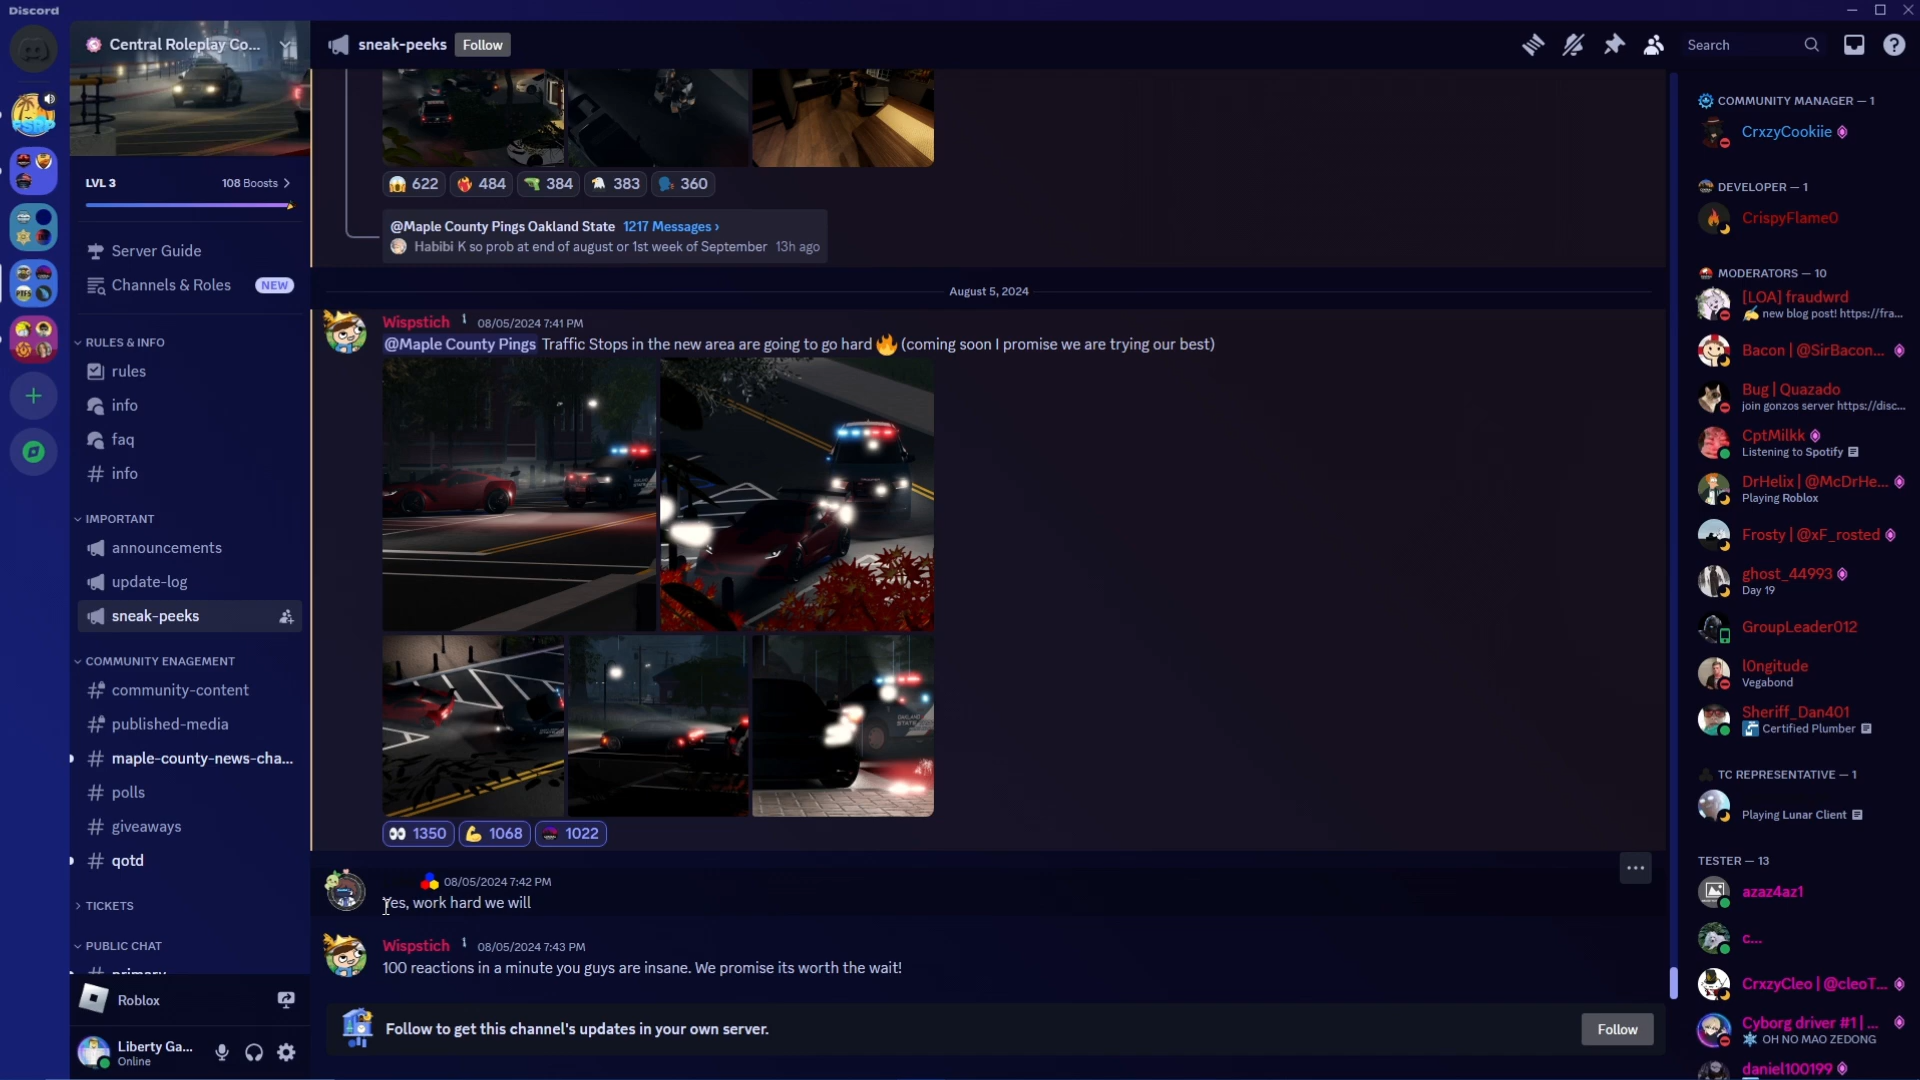 Discord
Central Roleplay Co...
LVL 3
108 Boosts
Server Guide
Channels & Roles
NEW
RULES & INFO
rules
info
faq
info
IMPORTANT
announcements
update-log
sneak-peeks
COMMUNITY ENAGEMENT
community-content
published-media
maple-county-news-cha...
polls
giveaways
qotd
TICKETS
PUBLIC CHAT
primary
Roblox
Liberty Ga...
Online
sneak-peeks
Follow
Search
622
484
384
383
360
@Maple County Pings Oakland State 1217 Messages ›
Habibi K so prob at end of august or 1st week of September 13h ago
August 5, 2024
Wispstich 08/05/2024 7:41 PM
@Maple County Pings Traffic Stops in the new area are going to go hard 🔥 (coming soon I promise we are trying our best)
1350
1068
1022
08/05/2024 7:42 PM
Yes, work hard we will
Wispstich 08/05/2024 7:43 PM
100 reactions in a minute you guys are insane. We promise its worth the wait!
Follow to get this channel's updates in your own server.
Follow
COMMUNITY MANAGER — 1
CrxzyCookiie
DEVELOPER — 1
CrispyFlame0
MODERATORS — 10
[LOA] fraudwrd
new blog post! https://fra...
Bacon | @SirBacon...
Bug | Quazado
join gonzos server https://disc...
CptMilkk
Listening to Spotify
DrHelix | @McDrHe...
Playing Roblox
Frosty | @xF_rosted
ghost_44993
Day 19
GroupLeader012
l0ngitude
Vegabond
Sheriff_Dan401
Certified Plumber
TC REPRESENTATIVE — 1
Playing Lunar Client
TESTER — 13
azaz4az1
c...
CrxzyCleo | @cleoT...
Cyborg driver #1 | ...
OH NO MAO ZEDONG
daniel100199